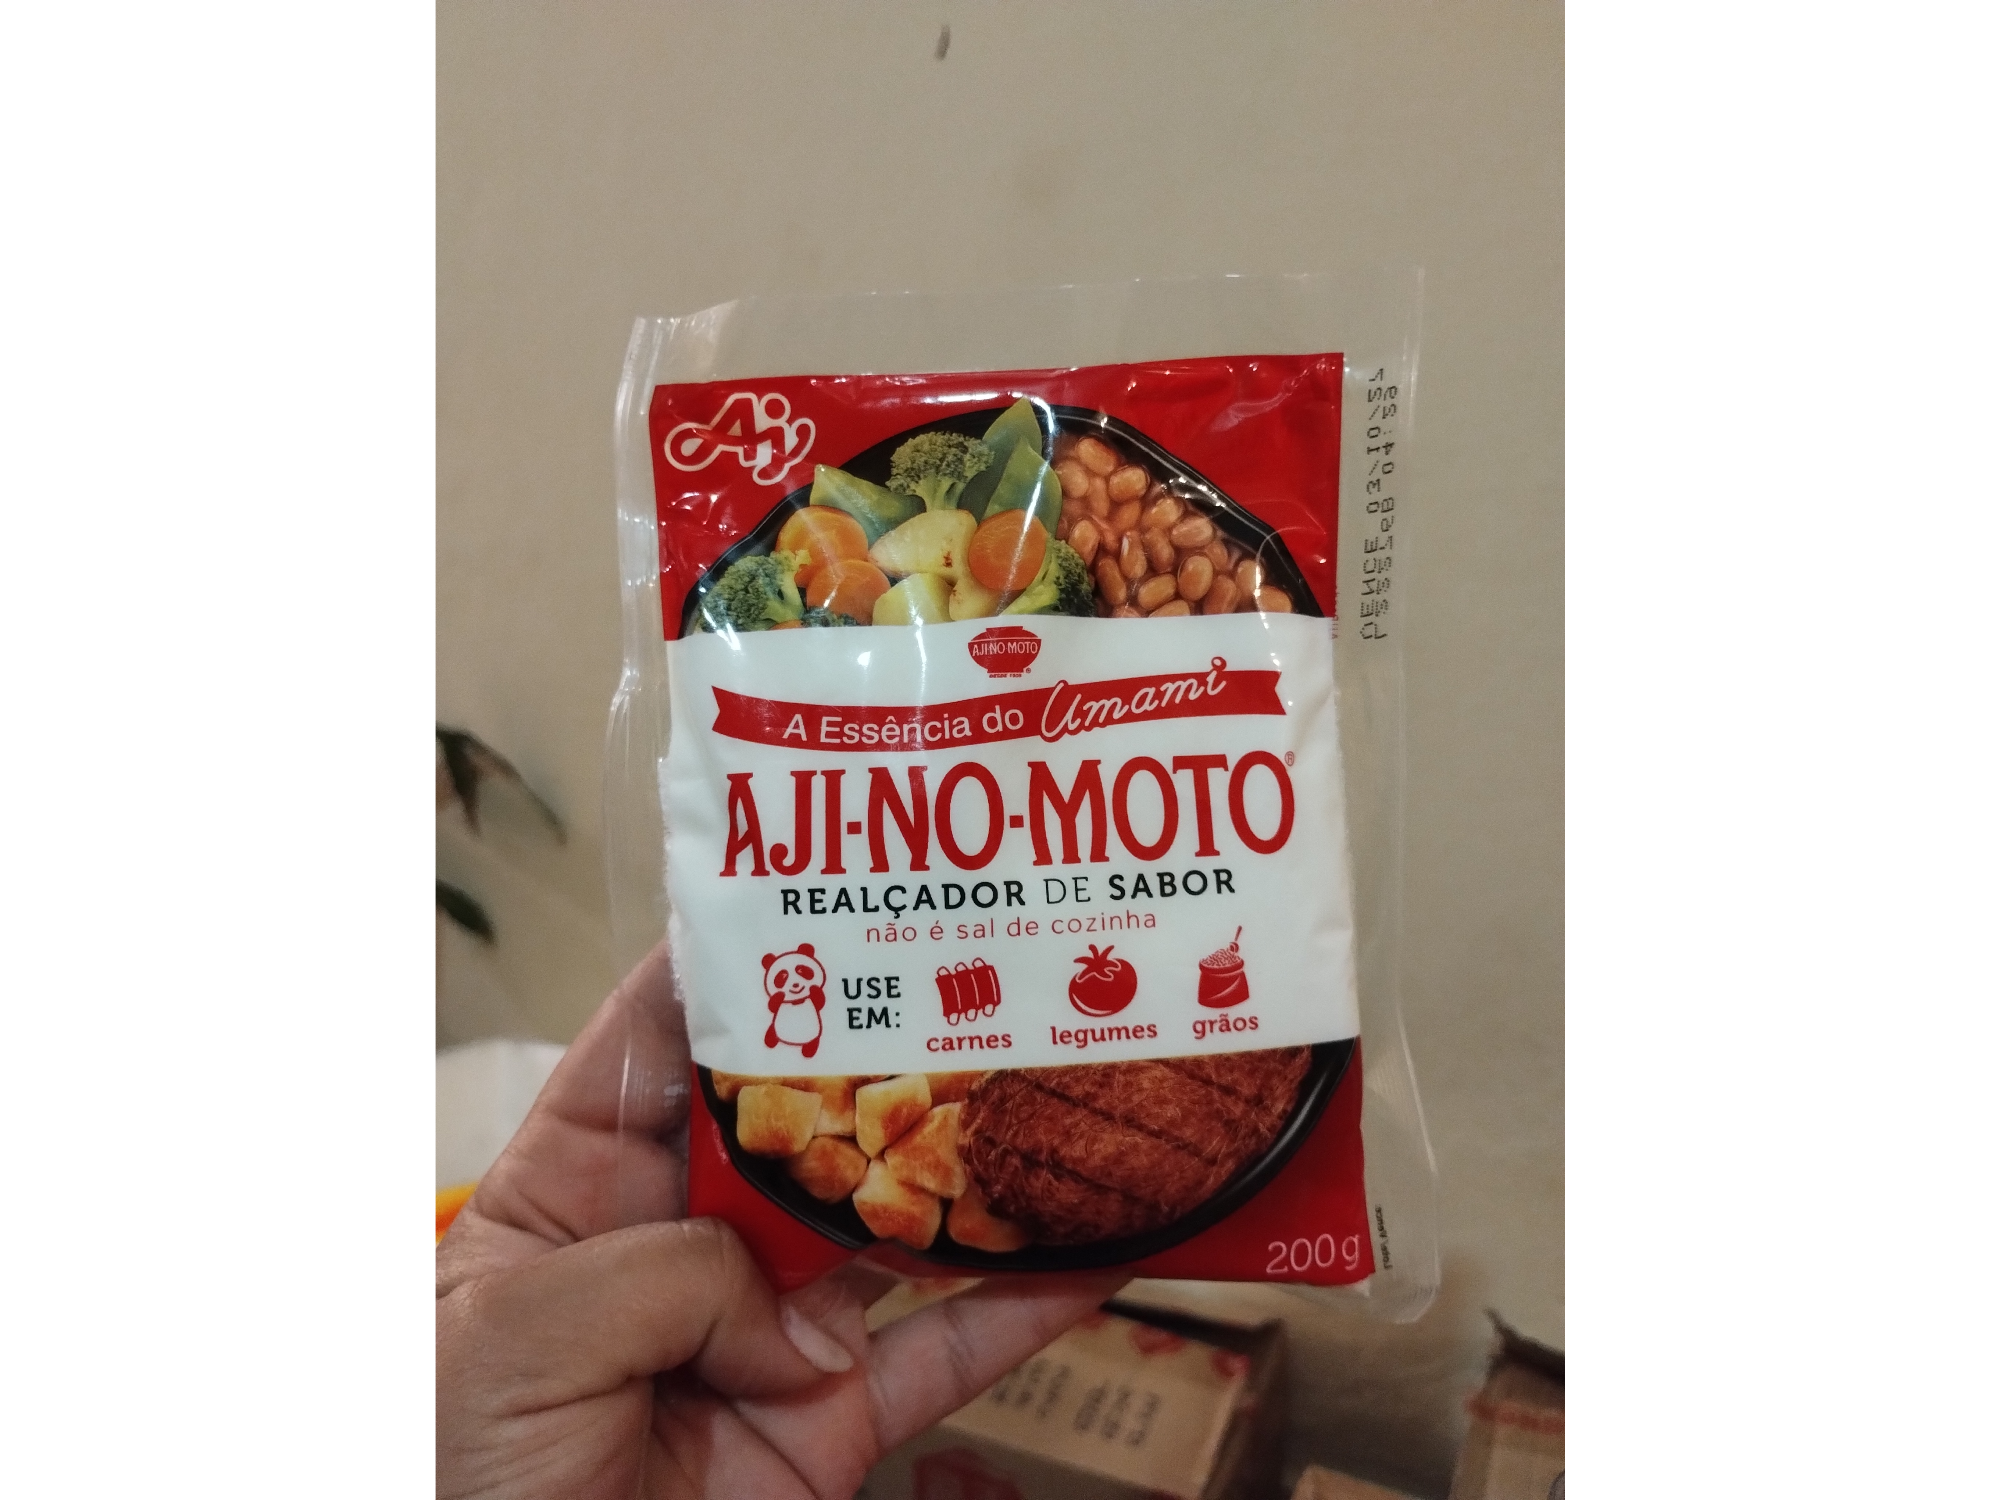 Aj
AJI-NO-MOTO
A Essência do Umami
AJI-NO-MOTO®
REALÇADOR DE SABOR
não é sal de cozinha
USE
EM:
carnes
legumes
grãos
200g